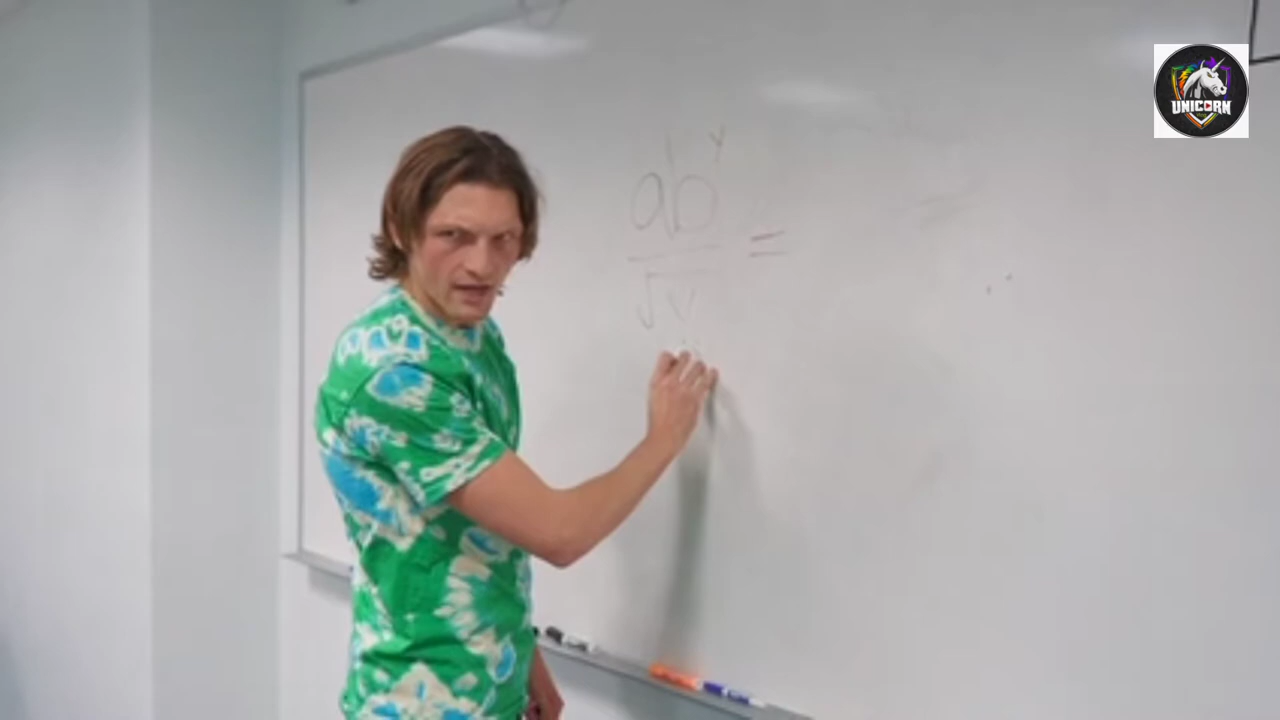 ab^y
√v =
UNICORN